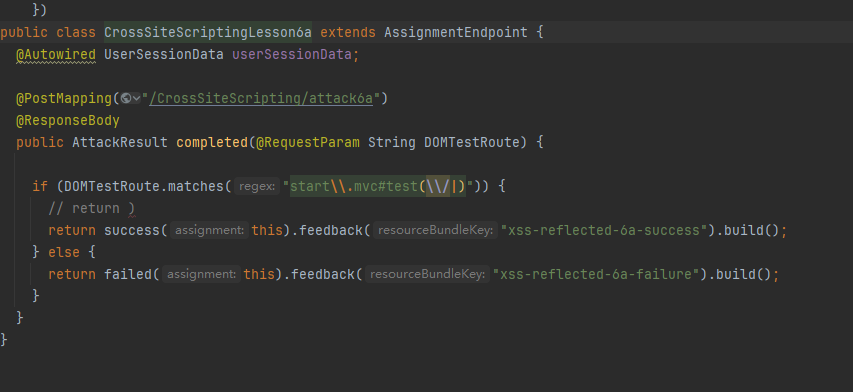 })
public class CrossSiteScriptingLesson6a extends AssignmentEndpoint {
@Autowired UserSessionData userSessionData;
@PostMapping("/CrossSiteScripting/attack6a")
@ResponseBody
public AttackResult completed(@RequestParam String DOMTestRoute) {
if (DOMTestRoute.matches( regex: "start\\.mvc#test(\\/|)")) {
// return )
return success( assignment: this).feedback( resourceBundleKey: "xss-reflected-6a-success").build();
} else {
return failed( assignment: this).feedback( resourceBundleKey: "xss-reflected-6a-failure").build();
}
}
}